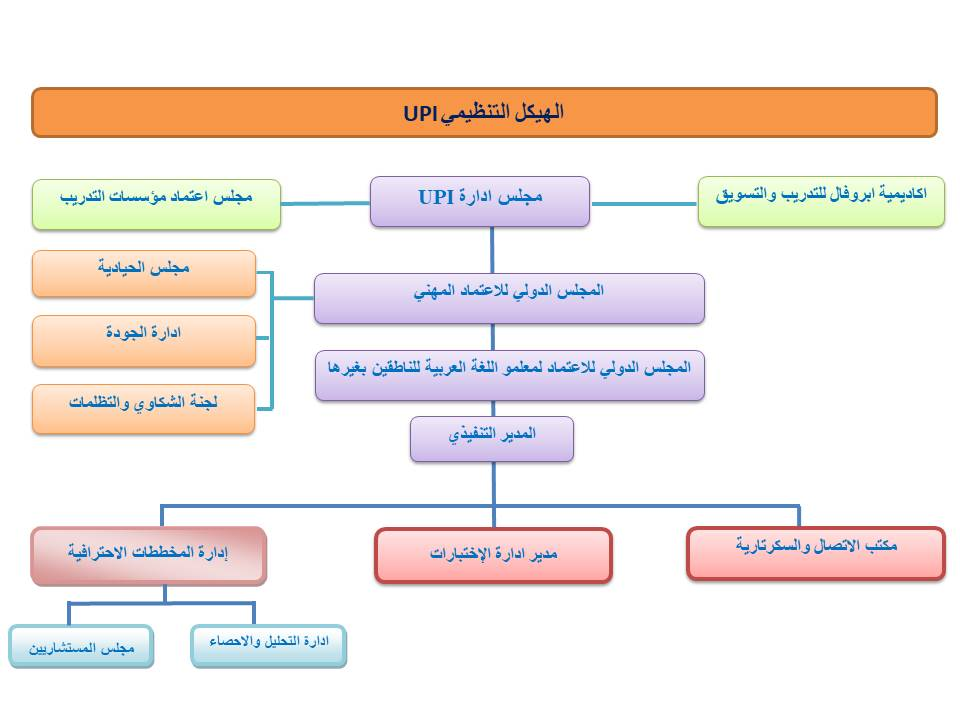 الهيكل التنظيمي UPI
اكاديمية ابروفال للتدريب والتسويق
مجلس ادارة UPI
مجلس اعتماد مؤسسات التدريب
المجلس الدولي للاعتماد المهني
مجلس الحيادية
ادارة الجودة
المجلس الدولي للاعتماد لمعلمو اللغة العربية للناطقين بغيرها
لجنة الشكاوي والتظلمات
المدير التنفيذي
مكتب الاتصال والسكرتارية
مدير ادارة الإختبارات
إدارة المخططات الاحترافية
ادارة التحليل والاحصاء
مجلس المستشاريين